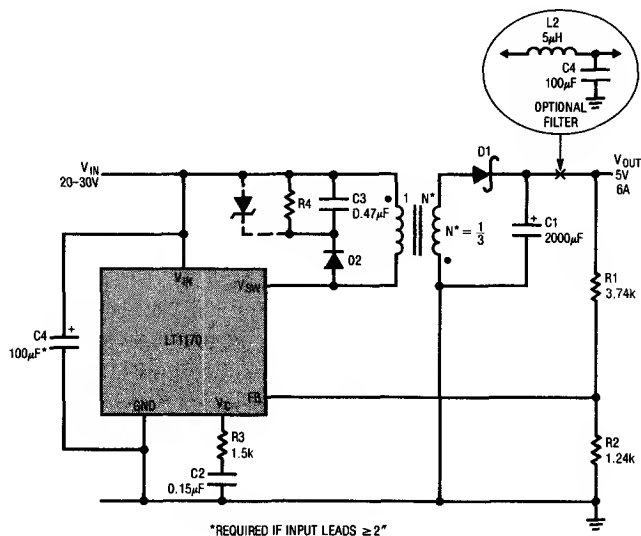 L2
5µH
C4
100µF
OPTIONAL
FILTER
D1
VOUT
5V
6A
VIN
20–30V
R4
C3
0.47µF
1
N*
N* = 1/3
C1
2000µF
D2
R1
3.74k
VIN
VSW
LT1170
C4
100µF*
GND
VC
FB
R3
1.5k
C2
0.15µF
R2
1.24k
*REQUIRED IF INPUT LEADS ≥ 2"